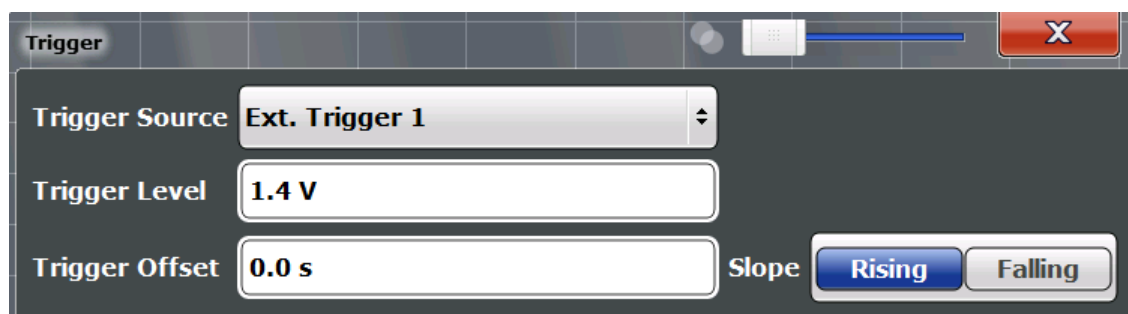 Trigger
X
Trigger Source Ext. Trigger 1
Trigger Level 1.4 V
Trigger Offset 0.0 s Slope Rising Falling